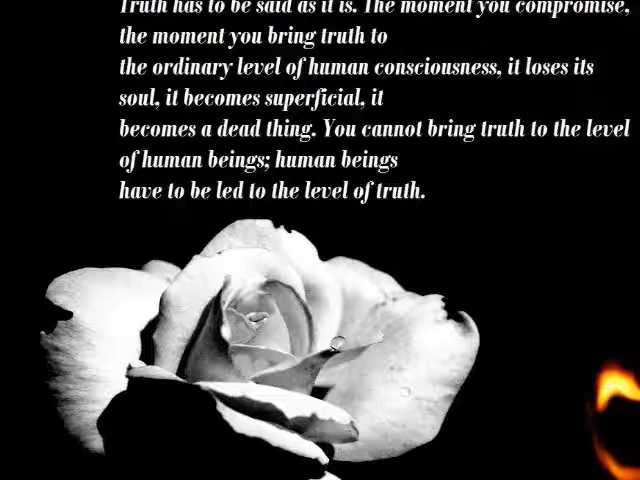 Truth has to be said as it is. The moment you compromise,
the moment you bring truth to
the ordinary level of human consciousness, it loses its
soul, it becomes superficial, it
becomes a dead thing. You cannot bring truth to the level
of human beings; human beings
have to be led to the level of truth.